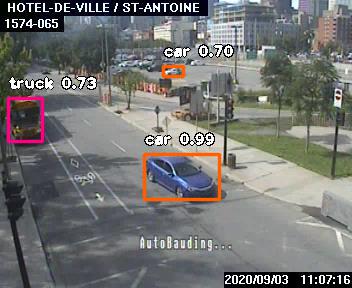 HOTEL-DE-VILLE / ST-ANTOINE
1574-065
car 0.70
truck 0.73
car 0.99
AutoBauding...
2020/09/03 11:07:16